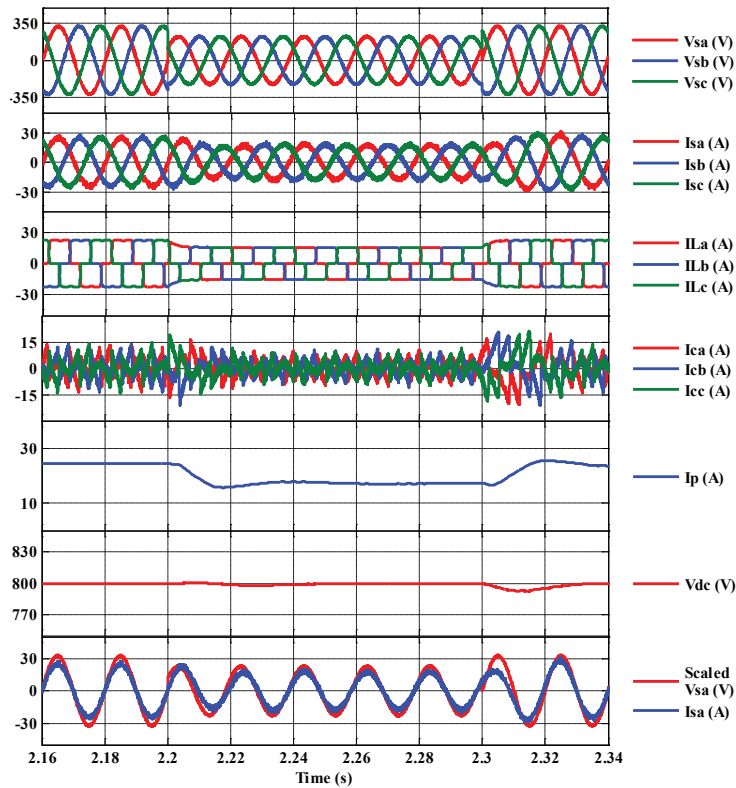 350
0
-350
Vsa (V)
Vsb (V)
Vsc (V)
30
0
-30
Isa (A)
Isb (A)
Isc (A)
30
0
-30
ILa (A)
ILb (A)
ILc (A)
15
0
-15
Ica (A)
Icb (A)
Icc (A)
30
10
Ip (A)
830
800
770
Vdc (V)
30
0
-30
Scaled
Vsa (V)
Isa (A)
2.16 2.18 2.2 2.22 2.24 2.26 2.28 2.3 2.32 2.34
Time (s)